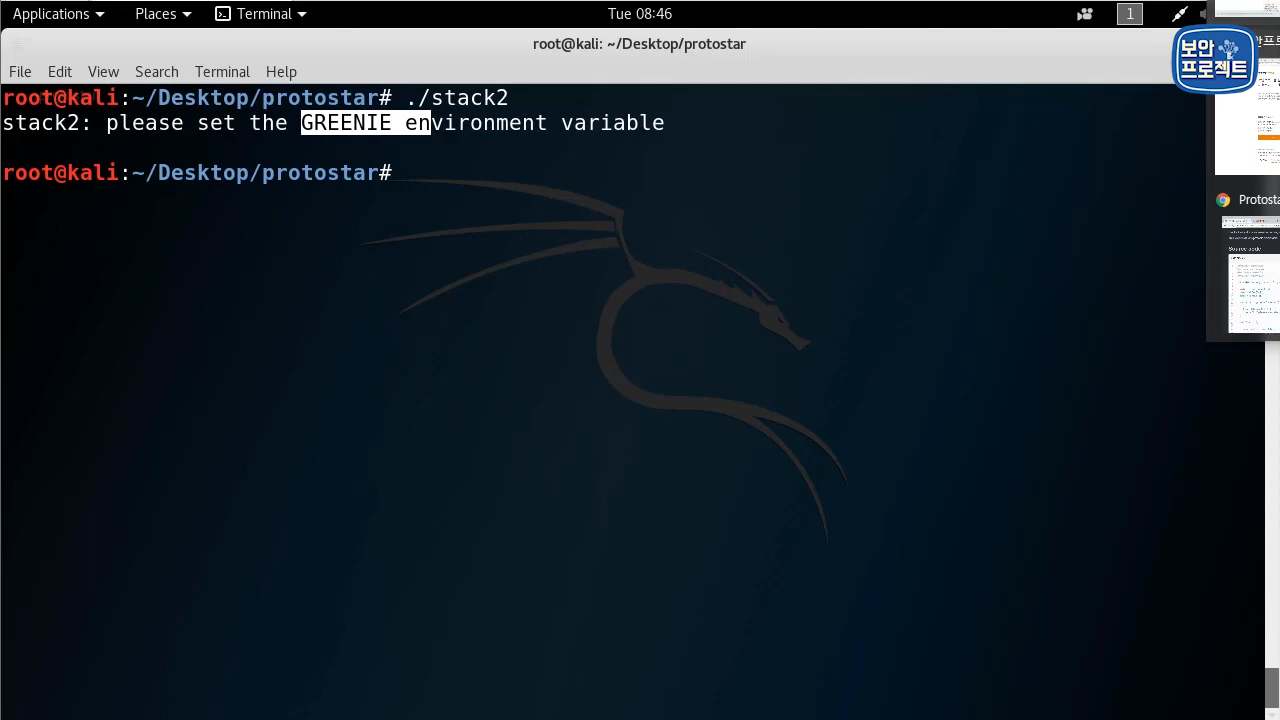 Applications Places Terminal Tue 08:46 1
root@kali: ~/Desktop/protostar
File Edit View Search Terminal Help
보안
프로젝트
root@kali:~/Desktop/protostar# ./stack2
stack2: please set the GREENIE environment variable
root@kali:~/Desktop/protostar#
Protosta
Source code